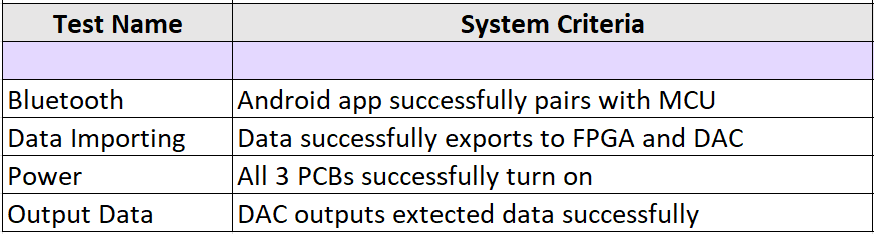 Test Name System Criteria
Bluetooth Android app successfully pairs with MCU
Data Importing Data successfully exports to FPGA and DAC
Power All 3 PCBs successfully turn on
Output Data DAC outputs extected data successfully